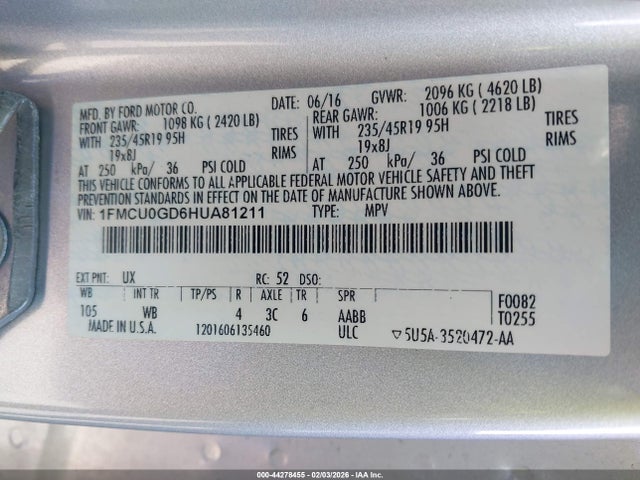 MFD. BY FORD MOTOR CO. DATE: 06/16 GVWR: 2096 KG ( 4620 LB)
FRONT GAWR: 1098 KG ( 2420 LB) REAR GAWR: 1006 KG ( 2218 LB)
WITH 235/45R19 95H TIRES WITH 235/45R19 95H TIRES
19x8J RIMS 19x8J RIMS
AT 250 kPa/ 36 PSI COLD AT 250 kPa/ 36 PSI COLD
THIS VEHICLE CONFORMS TO ALL APPLICABLE FEDERAL MOTOR VEHICLE SAFETY AND THEFT
PREVENTION STANDARDS IN EFFECT ON THE DATE OF MANUFACTURE SHOWN ABOVE.
VIN: 1FMCU0GD6HUA81211 TYPE: MPV
EXT PNT: UX RC: 52 DSO:
WB INT TR TP/PS R AXLE TR SPR F0082
105 WB 4 3C 6 AABB T0255
MADE IN U.S.A. 1201606135460 ULC ▽5U5A-3520472-AA
000-44278455 - 02/03/2026 - IAAI, Inc.